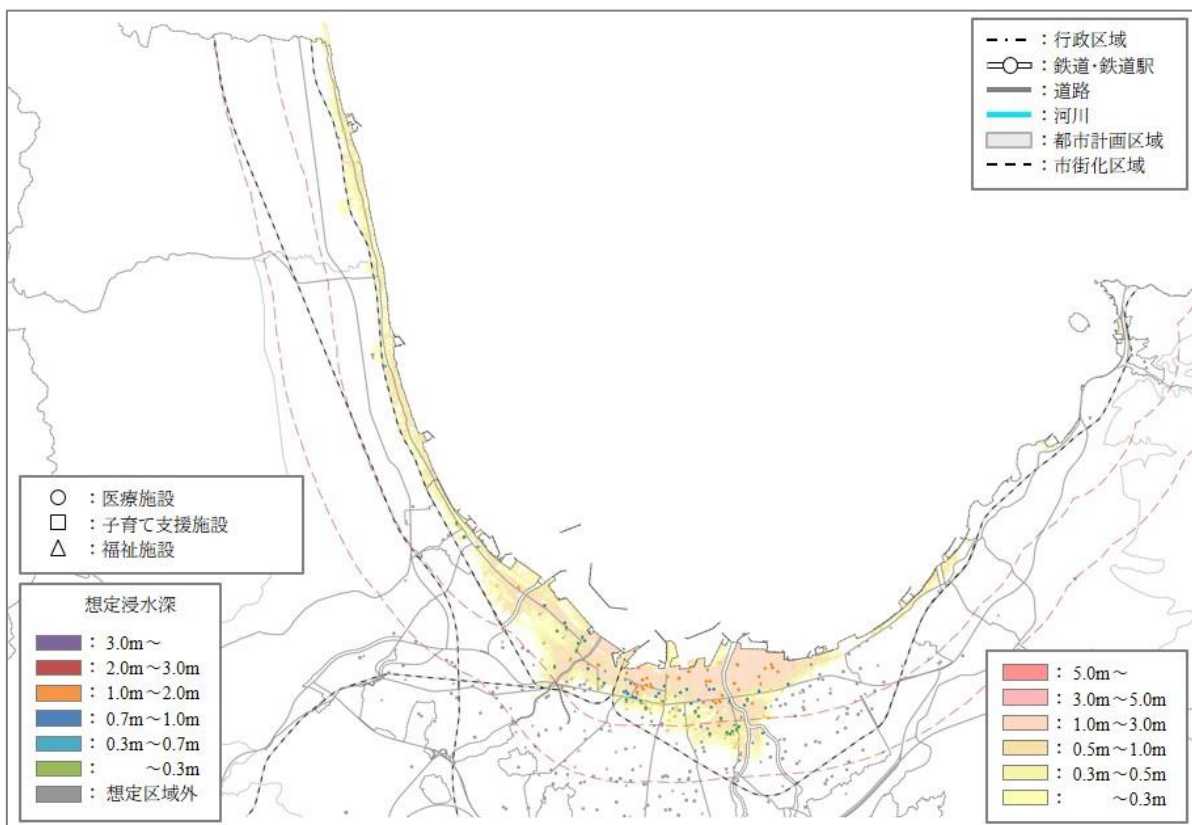 ：行政区域
：鉄道・鉄道駅
：道路
：河川
：都市計画区域
：市街化区域
：医療施設
：子育て支援施設
：福祉施設
想定浸水深
：3.0m～
：2.0m～3.0m
：1.0m～2.0m
：0.7m～1.0m
：0.3m～0.7m
：～0.3m
：想定区域外
：5.0m～
：3.0m～5.0m
：1.0m～3.0m
：0.5m～1.0m
：0.3m～0.5m
：～0.3m